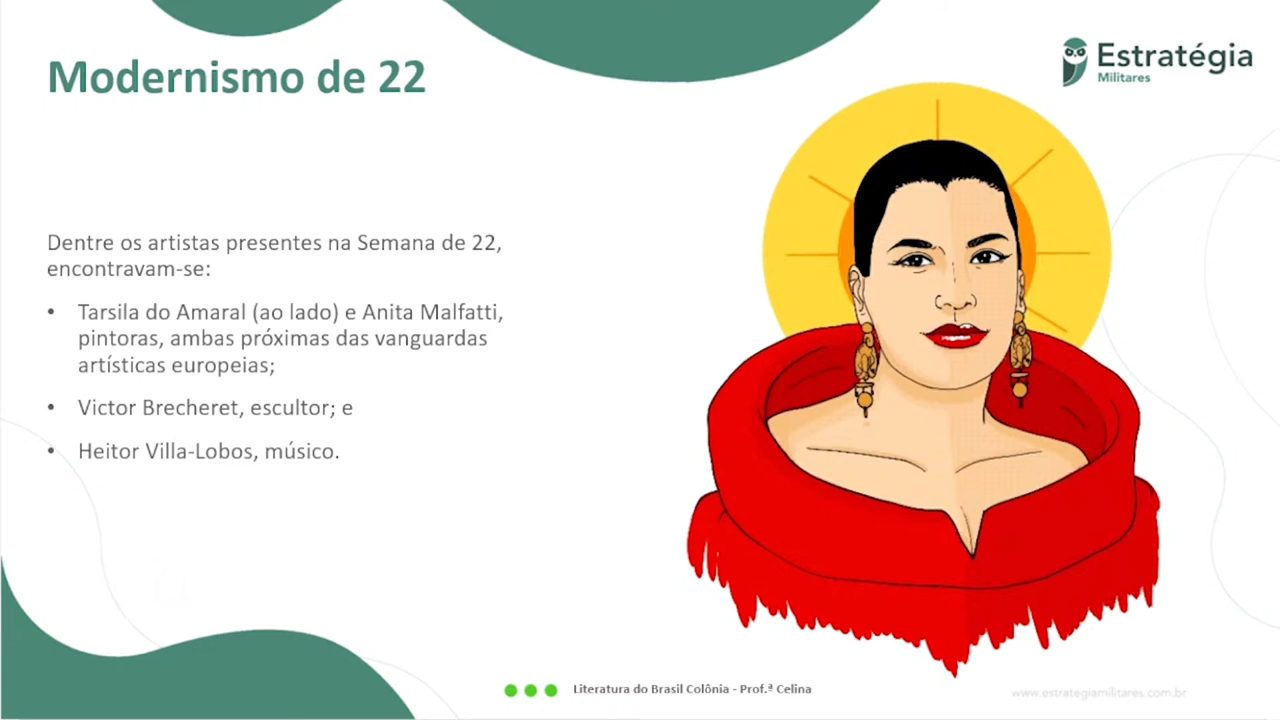 Modernismo de 22
Estratégia
Militares
Dentre os artistas presentes na Semana de 22,
encontravam-se:
• Tarsila do Amaral (ao lado) e Anita Malfatti,
pintoras, ambas próximas das vanguardas
artísticas europeias;
• Victor Brecheret, escultor; e
• Heitor Villa-Lobos, músico.
Literatura do Brasil Colônia - Prof.ª Celina
www.estrategiamilitares.com.br